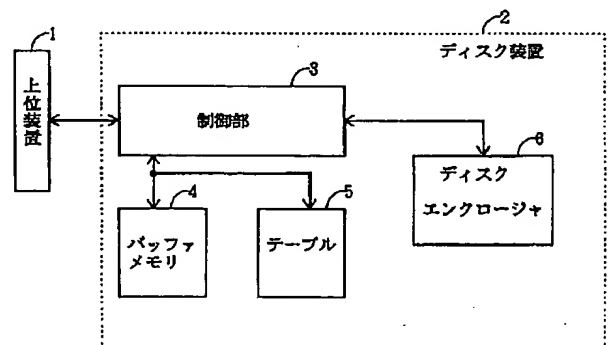 1
2
ディスク装置
上位装置
3
制御部
6
ディスク
エンクロージャ
4
バッファ
メモリ
5
テーブル